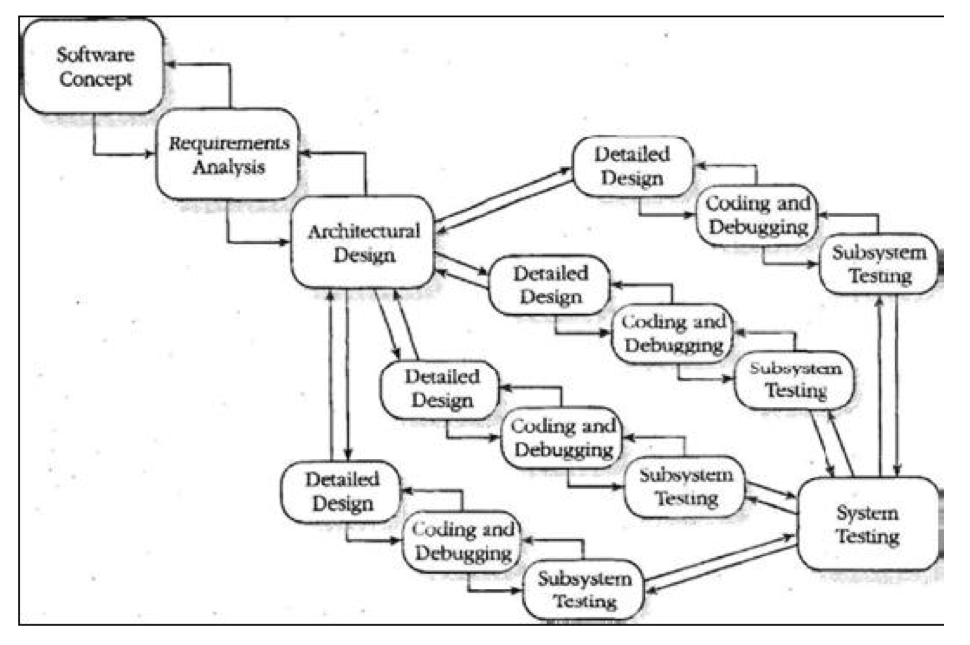 Software
Concept
Requirements
Analysis
Architectural
Design
Detailed
Design
Coding and
Debugging
Subsystem
Testing
Detailed
Design
Coding and
Debugging
Subsystem
Testing
Detailed
Design
Coding and
Debugging
Subsystem
Testing
Detailed
Design
Coding and
Debugging
Subsystem
Testing
System
Testing